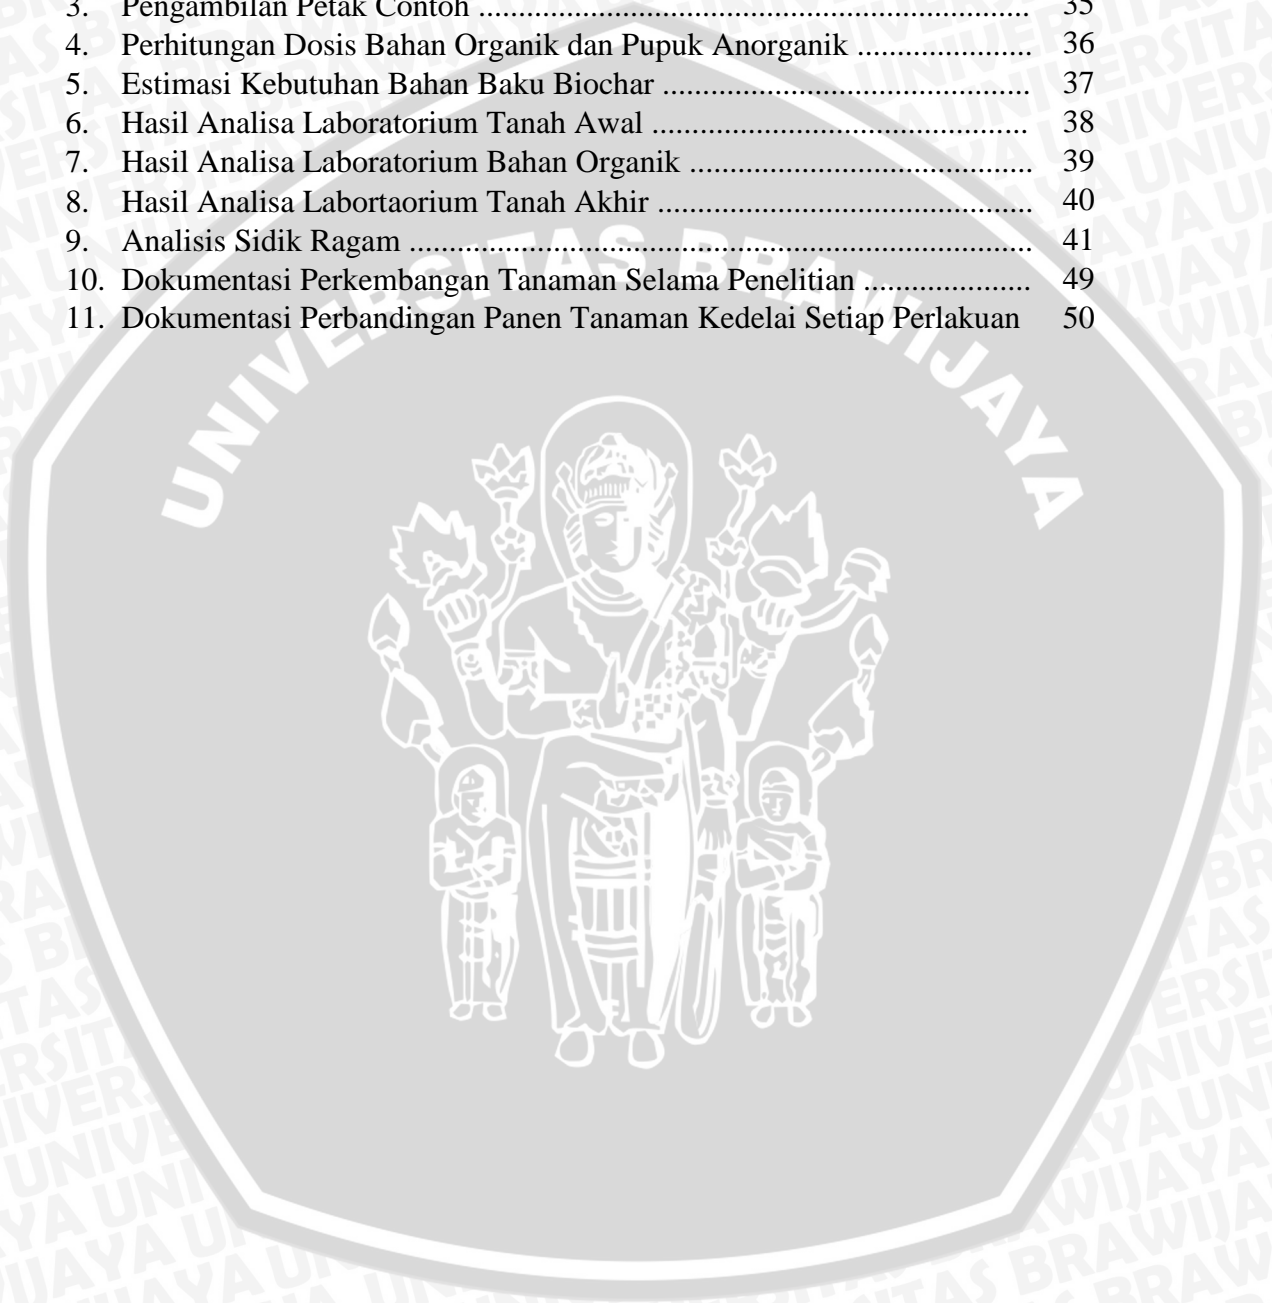 3. Pengambilan Petak Contoh ..................................................................... 35
4. Perhitungan Dosis Bahan Organik dan Pupuk Anorganik ...................... 36
5. Estimasi Kebutuhan Bahan Baku Biochar .............................................. 37
6. Hasil Analisa Laboratorium Tanah Awal ............................................... 38
7. Hasil Analisa Laboratorium Bahan Organik ........................................... 39
8. Hasil Analisa Labortaorium Tanah Akhir ............................................... 40
9. Analisis Sidik Ragam .............................................................................. 41
10. Dokumentasi Perkembangan Tanaman Selama Penelitian ..................... 49
11. Dokumentasi Perbandingan Panen Tanaman Kedelai Setiap Perlakuan 50
UNIVERSITAS BRAWIJAYA